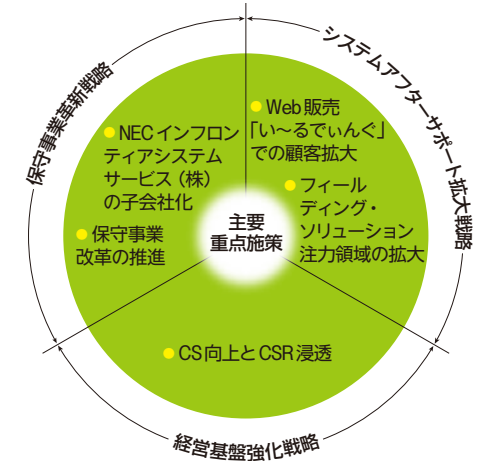 保守事業革新戦略
システムアフターサポート拡大戦略
● NECインフロン
ティアシステム
サービス（株）
の子会社化
● 保守事業
改革の推進
● Web販売
「い～るでぃんぐ」
での顧客拡大
● フィール
ディング・
ソリューション
注力領域の拡大
主要
重点施策
● CS向上とCSR浸透
経営基盤強化戦略